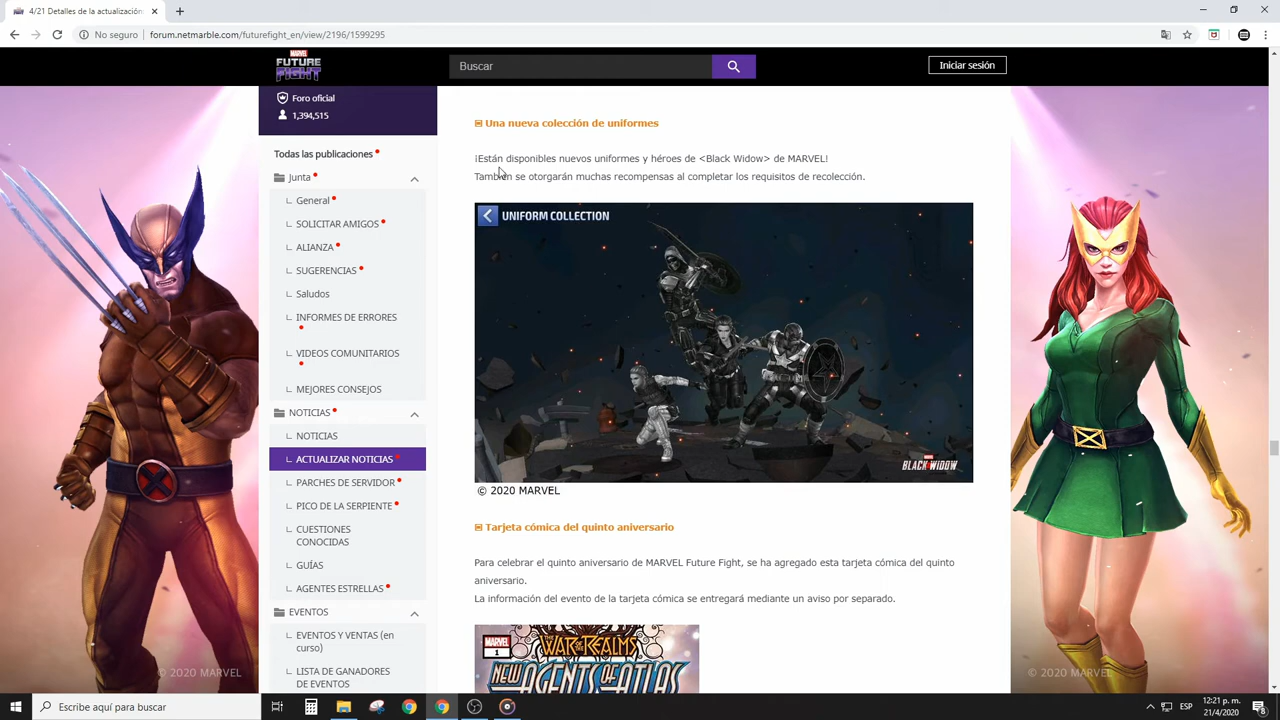 4/21 Detalles de la actualización
No seguro
forum.netmarble.com/futurefight_en/view/2196/1599295
MARVEL
FUTURE
FIGHT
Buscar
Iniciar sesión
Foro oficial
1,394,515
Todas las publicaciones
Junta
General
SOLICITAR AMIGOS
ALIANZA
SUGERENCIAS
Saludos
INFORMES DE ERRORES
VIDEOS COMUNITARIOS
MEJORES CONSEJOS
NOTICIAS
NOTICIAS
ACTUALIZAR NOTICIAS
PARCHES DE SERVIDOR
PICO DE LA SERPIENTE
CUESTIONES
CONOCIDAS
GUÍAS
AGENTES ESTRELLAS
EVENTOS
EVENTOS Y VENTAS (en
curso)
LISTA DE GANADORES
DE EVENTOS
Una nueva colección de uniformes
¡Están disponibles nuevos uniformes y héroes de <Black Widow> de MARVEL!
También se otorgarán muchas recompensas al completar los requisitos de recolección.
UNIFORM COLLECTION
MARVEL
BLACK WIDOW
© 2020 MARVEL
Tarjeta cómica del quinto aniversario
Para celebrar el quinto aniversario de MARVEL Future Fight, se ha agregado esta tarjeta cómica del quinto
aniversario.
La información del evento de la tarjeta cómica se entregará mediante un aviso por separado.
MARVEL
1
THE WAR OF THE REALMS
NEW AGENTS OF ATLAS
© 2020 MARVEL
© 2020 MARVEL
Escribe aquí para buscar
ESP
12:21 p. m.
21/4/2020
8